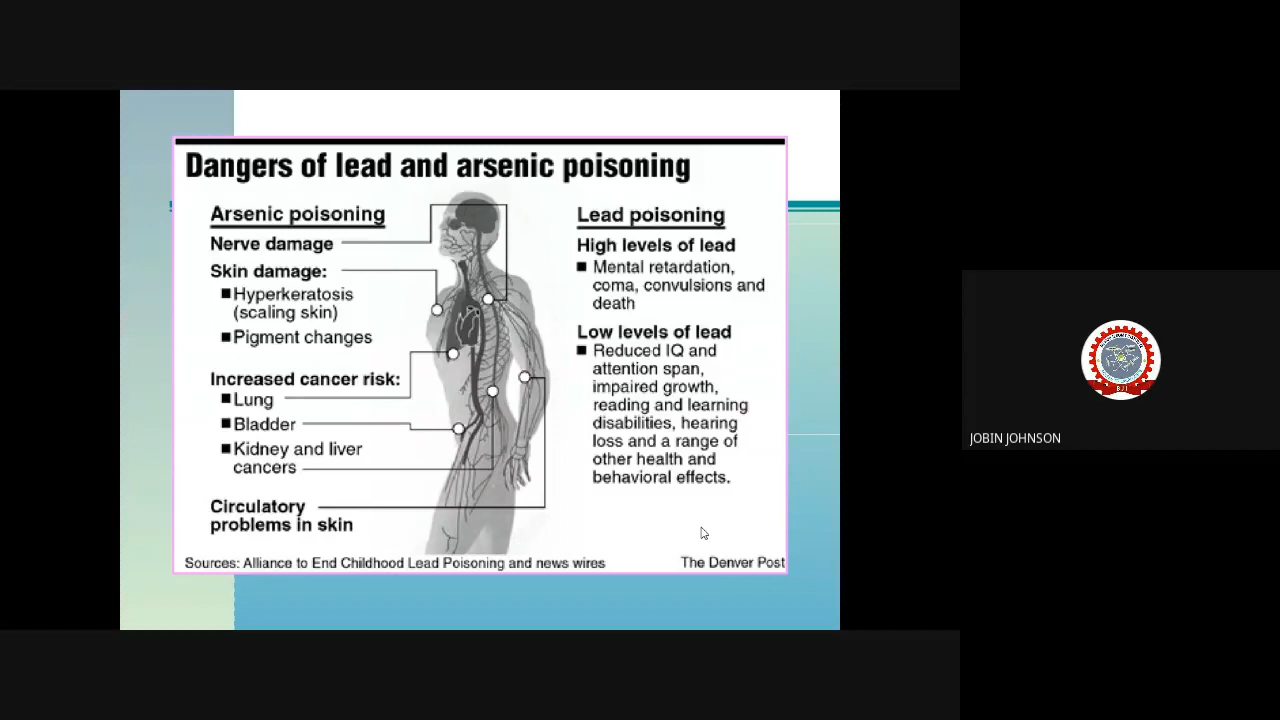 Dangers of lead and arsenic poisoning
Arsenic poisoning
Nerve damage
Skin damage:
Hyperkeratosis
(scaling skin)
Pigment changes
Increased cancer risk:
Lung
Bladder
Kidney and liver
cancers
Circulatory
problems in skin
Lead poisoning
High levels of lead
Mental retardation,
coma, convulsions and
death
Low levels of lead
Reduced IQ and
attention span,
impaired growth,
reading and learning
disabilities, hearing
loss and a range of
other health and
behavioral effects.
Sources: Alliance to End Childhood Lead Poisoning and news wires
The Denver Post
JOBIN JOHNSON